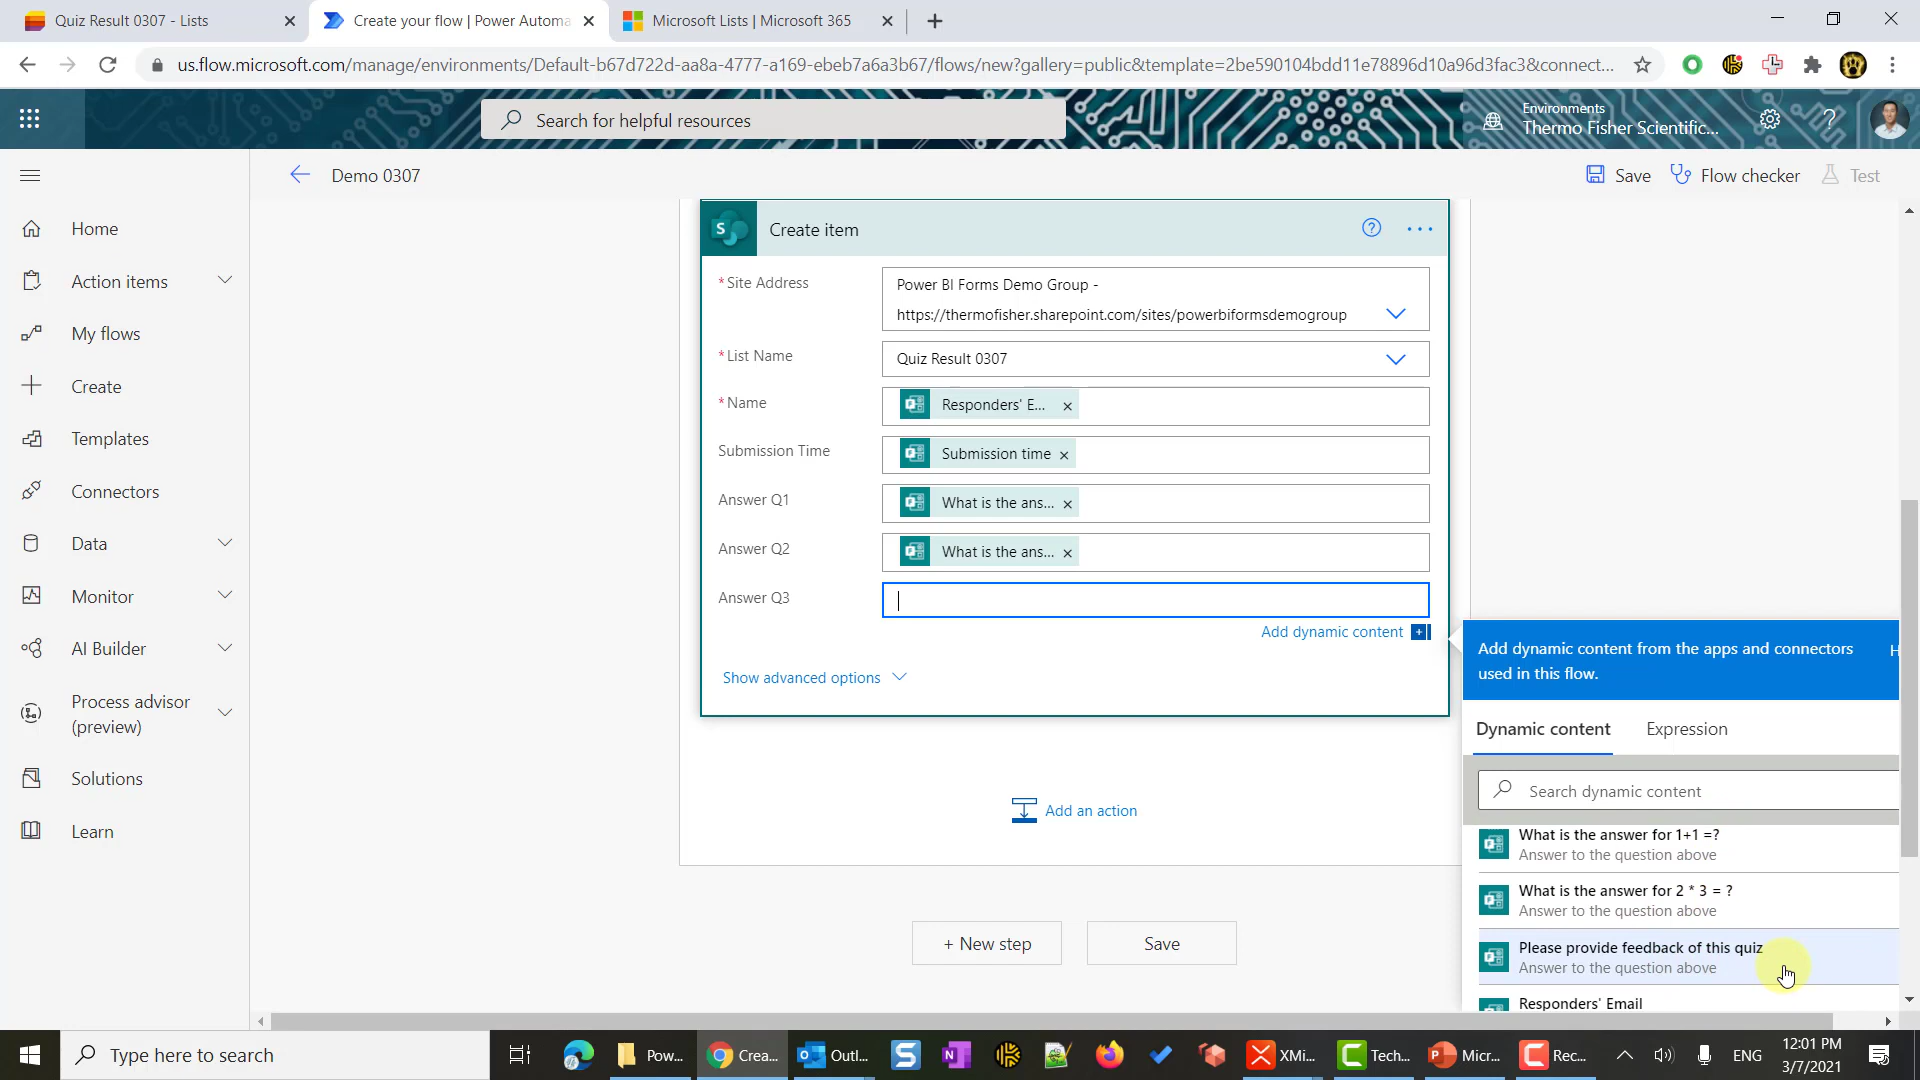 Quiz Result 0307 - Lists
Create your flow | Power Automa
Microsoft Lists | Microsoft 365
us.flow.microsoft.com/manage/environments/Default-b67d722d-aa8a-4777-a169-ebeb7a6a3b67/flows/new?gallery=public&template=2be590104bdd11e78896d10a96d3fac3&connect...
Search for helpful resources
Environments
Thermo Fisher Scientific...
Demo 0307
Save
Flow checker
Test
Home
Action items
My flows
Create
Templates
Connectors
Data
Monitor
AI Builder
Process advisor
(preview)
Solutions
Learn
Create item
* Site Address
Power BI Forms Demo Group -
https://thermofisher.sharepoint.com/sites/powerbiformsdemogroup
* List Name
Quiz Result 0307
* Name
Responders' E...
Submission Time
Submission time
Answer Q1
What is the ans...
Answer Q2
What is the ans...
Answer Q3
Add dynamic content
Show advanced options
Add an action
+ New step
Save
Add dynamic content from the apps and connectors
used in this flow.
H
Dynamic content
Expression
Search dynamic content
What is the answer for 1+1 =?
Answer to the question above
What is the answer for 2 * 3 = ?
Answer to the question above
Please provide feedback of this quiz
Answer to the question above
Responders' Email
Type here to search
Pow...
Crea...
Outl...
XMi...
Tech...
Micr...
Rec...
ENG
12:01 PM
3/7/2021